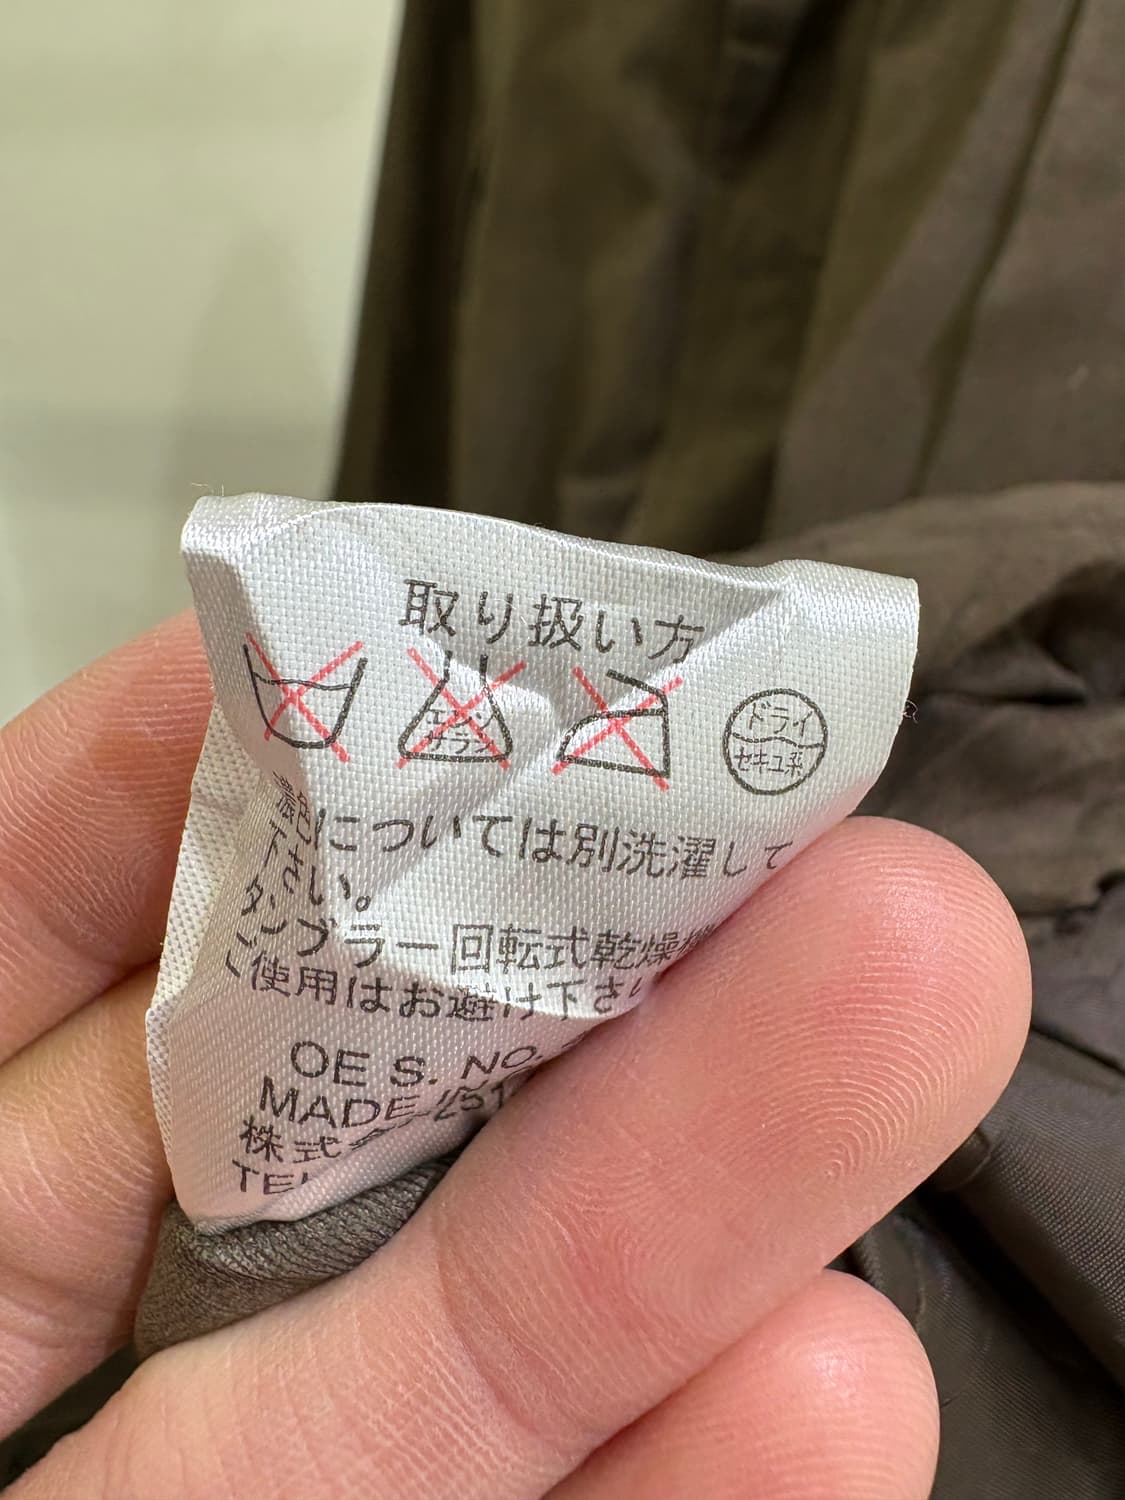 取り扱い方
エンソ
サラシ
ドライ
セキユ系
濃色については別洗濯して
下さい。
タンブラー回転式乾燥
ご使用はお避け下さい
OE S. NO.
MADE
株式会
TEL